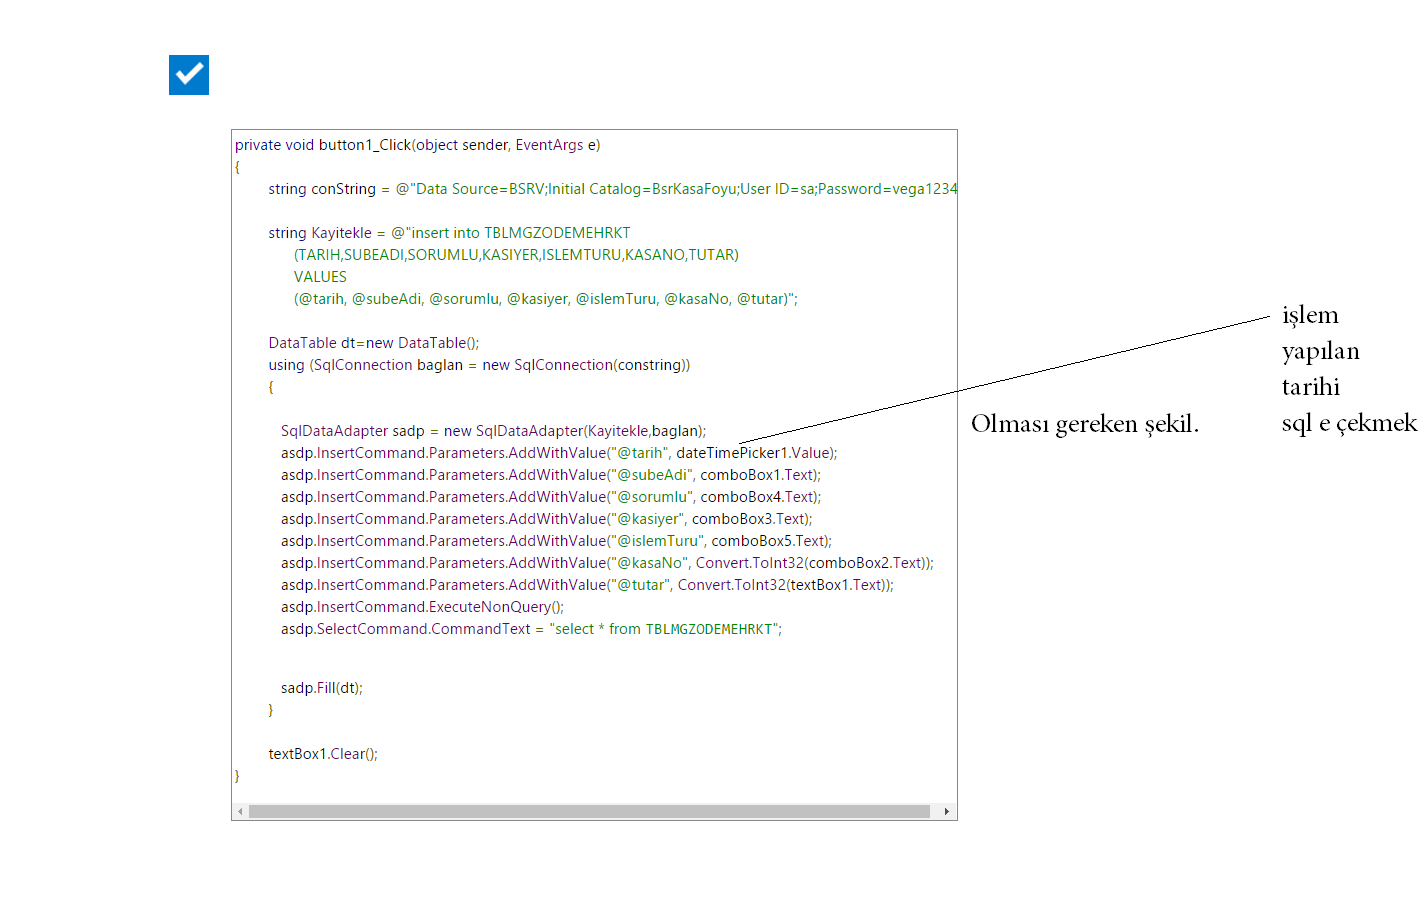 private void button1_Click(object sender, EventArgs e)
{
string conString = @"Data Source=BSRV;Initial Catalog=BsrKasaFoyu;User ID=sa;Password=vega1234
string Kayitekle = @"insert into TBLMGZODEMEHRKT
(TARIH,SUBEADI,SORUMLU,KASIYER,ISLEMTURU,KASANO,TUTAR)
VALUES
(@tarih, @subeAdi, @sorumlu, @kasiyer, @islemTuru, @kasaNo, @tutar)";
DataTable dt=new DataTable();
using (SqlConnection baglan = new SqlConnection(constring))
{
SqlDataAdapter sadp = new SqlDataAdapter(Kayitekle,baglan);
asdp.InsertCommand.Parameters.AddWithValue("@tarih", dateTimePicker1.Value);
asdp.InsertCommand.Parameters.AddWithValue("@subeAdi", comboBox1.Text);
asdp.InsertCommand.Parameters.AddWithValue("@sorumlu", comboBox4.Text);
asdp.InsertCommand.Parameters.AddWithValue("@kasiyer", comboBox3.Text);
asdp.InsertCommand.Parameters.AddWithValue("@islemTuru", comboBox5.Text);
asdp.InsertCommand.Parameters.AddWithValue("@kasaNo", Convert.ToInt32(comboBox2.Text));
asdp.InsertCommand.Parameters.AddWithValue("@tutar", Convert.ToInt32(textBox1.Text));
asdp.InsertCommand.ExecuteNonQuery();
asdp.SelectCommand.CommandText = "select * from TBLMGZODEMEHRKT";
sadp.Fill(dt);
}
textBox1.Clear();
}
Olması gereken şekil.
işlem
yapılan
tarihi
sql e çekmek